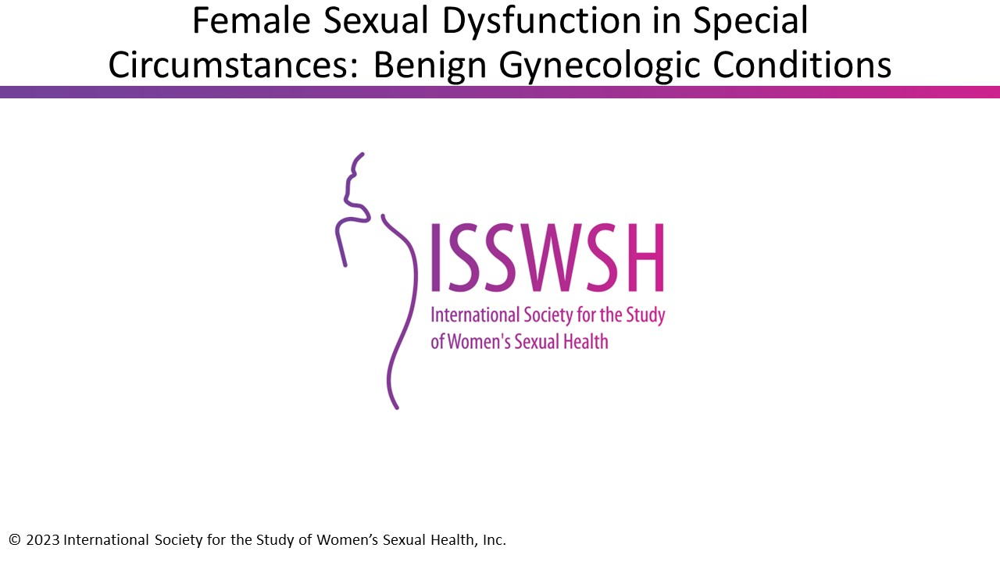 Female Sexual Dysfunction in Special
Circumstances: Benign Gynecologic Conditions
ISSWSH
International Society for the Study
of Women's Sexual Health
© 2023 International Society for the Study of Women’s Sexual Health, Inc.